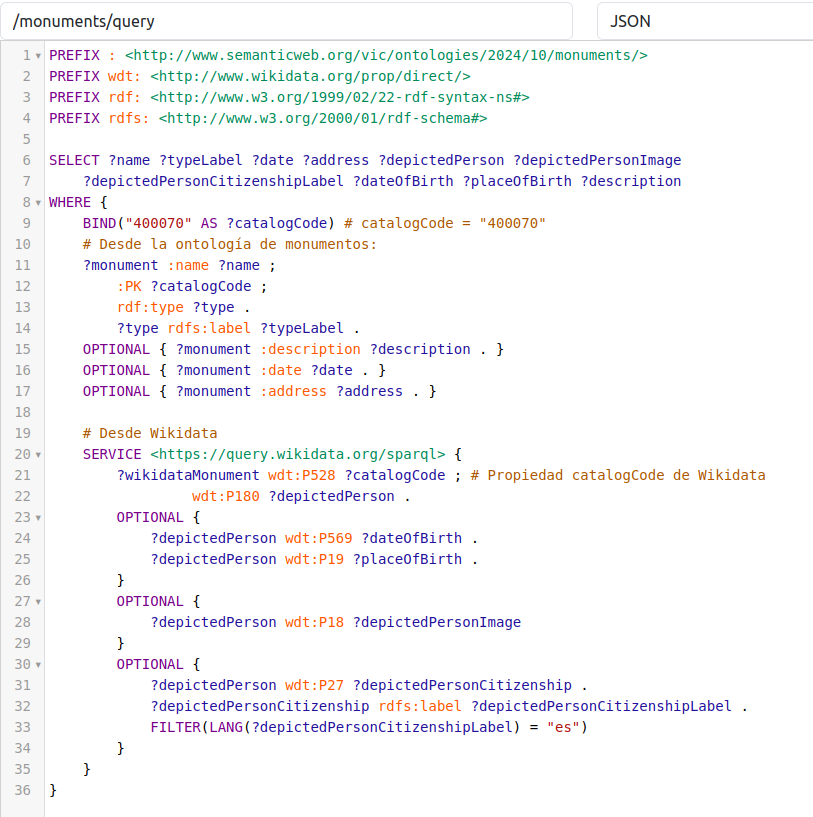 /monuments/query
JSON
1 PREFIX : <http://www.semanticweb.org/vic/ontologies/2024/10/monuments/>
2 PREFIX wdt: <http://www.wikidata.org/prop/direct/>
3 PREFIX rdf: <http://www.w3.org/1999/02/22-rdf-syntax-ns#>
4 PREFIX rdfs: <http://www.w3.org/2000/01/rdf-schema#>
5
6 SELECT ?name ?typeLabel ?date ?address ?depictedPerson ?depictedPersonImage
7     ?depictedPersonCitizenshipLabel ?dateOfBirth ?placeOfBirth ?description
8 WHERE {
9     BIND("400070" AS ?catalogCode) # catalogCode = "400070"
10     # Desde la ontología de monumentos:
11     ?monument :name ?name ;
12         :PK ?catalogCode ;
13         rdf:type ?type .
14         ?type rdfs:label ?typeLabel .
15     OPTIONAL { ?monument :description ?description . }
16     OPTIONAL { ?monument :date ?date . }
17     OPTIONAL { ?monument :address ?address . }
18
19     # Desde Wikidata
20     SERVICE <https://query.wikidata.org/sparql> {
21         ?wikidataMonument wdt:P528 ?catalogCode ; # Propiedad catalogCode de Wikidata
22                  wdt:P180 ?depictedPerson .
23         OPTIONAL {
24             ?depictedPerson wdt:P569 ?dateOfBirth .
25             ?depictedPerson wdt:P19 ?placeOfBirth .
26         }
27         OPTIONAL {
28             ?depictedPerson wdt:P18 ?depictedPersonImage
29         }
30         OPTIONAL {
31             ?depictedPerson wdt:P27 ?depictedPersonCitizenship .
32             ?depictedPersonCitizenship rdfs:label ?depictedPersonCitizenshipLabel .
33             FILTER(LANG(?depictedPersonCitizenshipLabel) = "es")
34         }
35     }
36 }